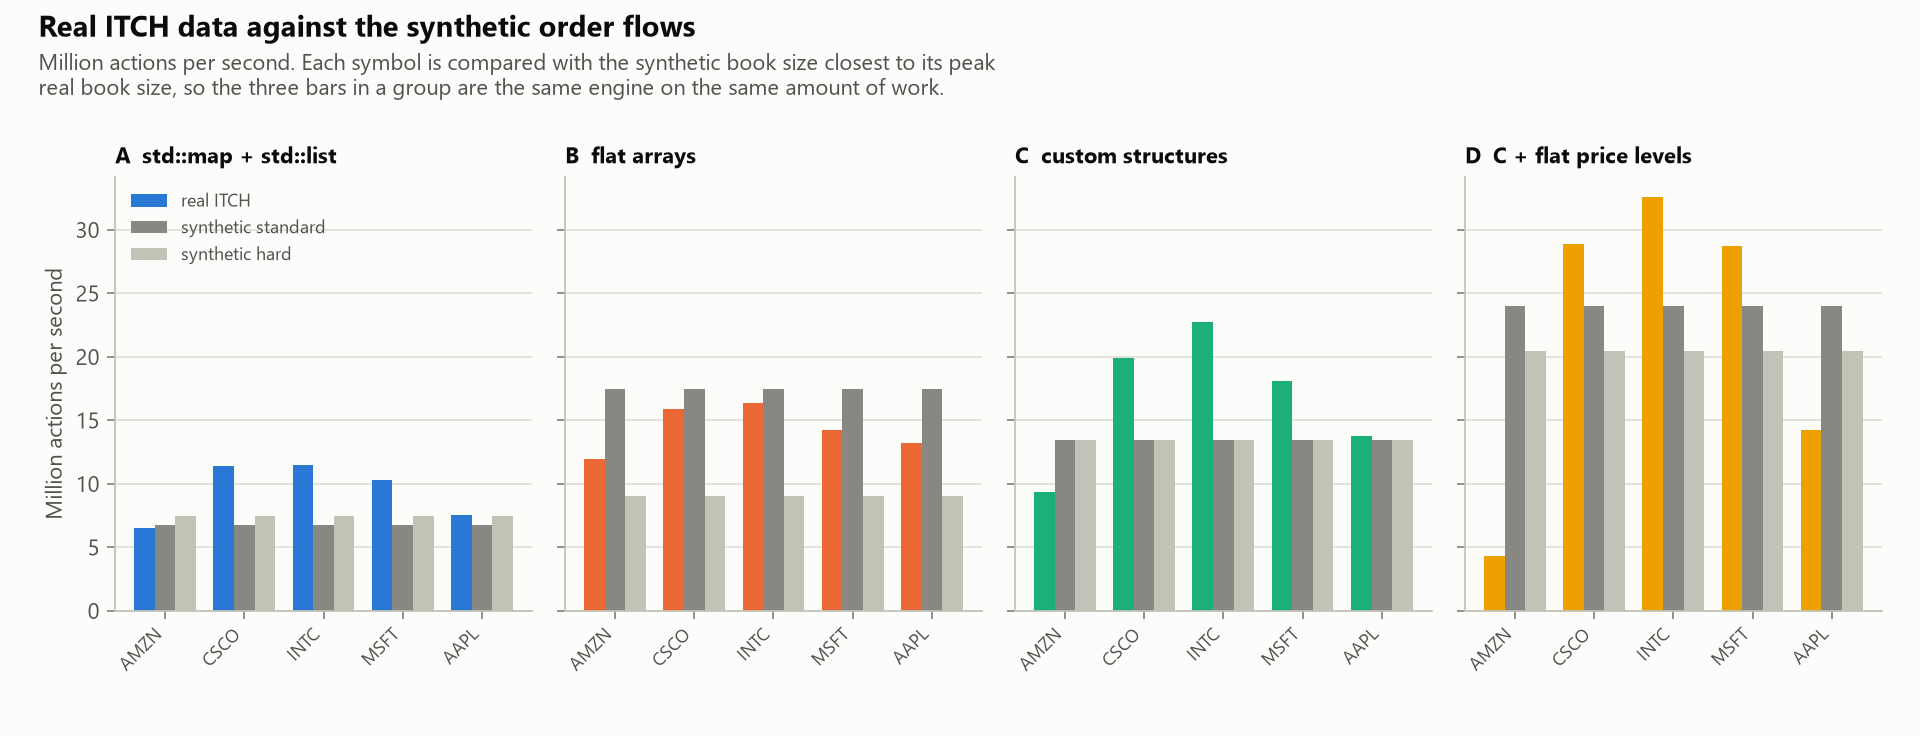 Real ITCH data against the synthetic order flows
Million actions per second. Each symbol is compared with the synthetic book size closest to its peak
real book size, so the three bars in a group are the same engine on the same amount of work.
A std::map + std::list
B flat arrays
C custom structures
D C + flat price levels
real ITCH
synthetic standard
synthetic hard
Million actions per second
30
25
20
15
10
5
0
AMZN
CSCO
INTC
MSFT
AAPL
AMZN
CSCO
INTC
MSFT
AAPL
AMZN
CSCO
INTC
MSFT
AAPL
AMZN
CSCO
INTC
MSFT
AAPL